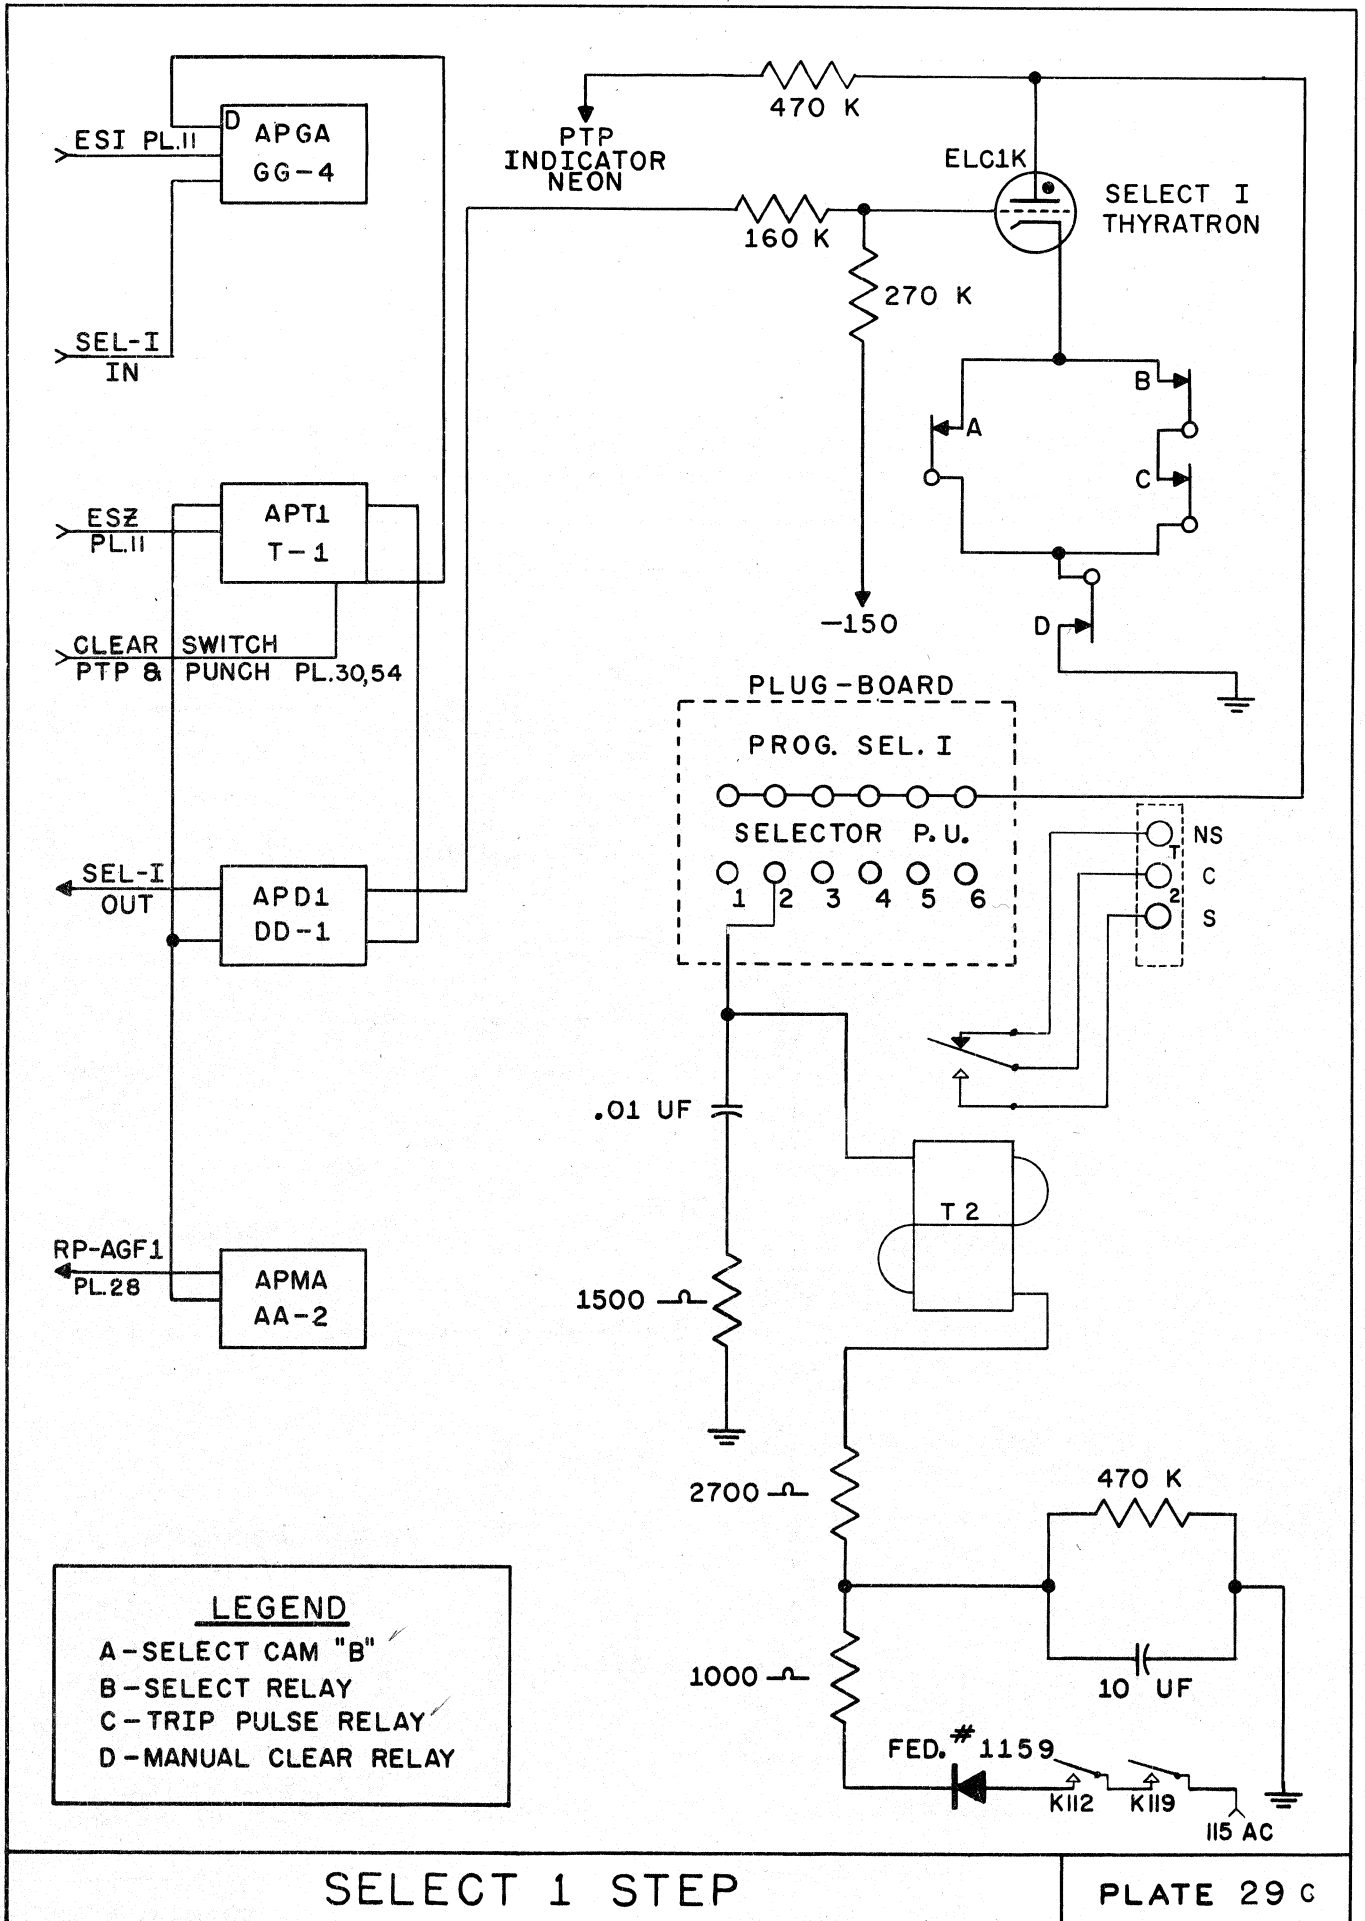 470 K
PTP
INDICATOR
NEON
ELC1K
SELECT I
THYRATRON
ESI PL.11
D
APGA
GG-4
160 K
270 K
SEL-I
IN
B
A
C
ESZ
PL.11
APT1
T-1
-150
D
CLEAR SWITCH
PTP & PUNCH PL.30,54
PLUG-BOARD
PROG. SEL. I
SELECTOR P.U.
1 2 3 4 5 6
T
2
NS
C
S
SEL-I
OUT
APD1
DD-1
.01 UF
T 2
RP-AGF1
PL.28
APMA
AA-2
1500 Ω
2700 Ω
470 K
10 UF
1000 Ω
FED. # 1159
K112
K119
115 AC
LEGEND
A-SELECT CAM "B"
B-SELECT RELAY
C-TRIP PULSE RELAY
D-MANUAL CLEAR RELAY
SELECT 1 STEP
PLATE 29 C